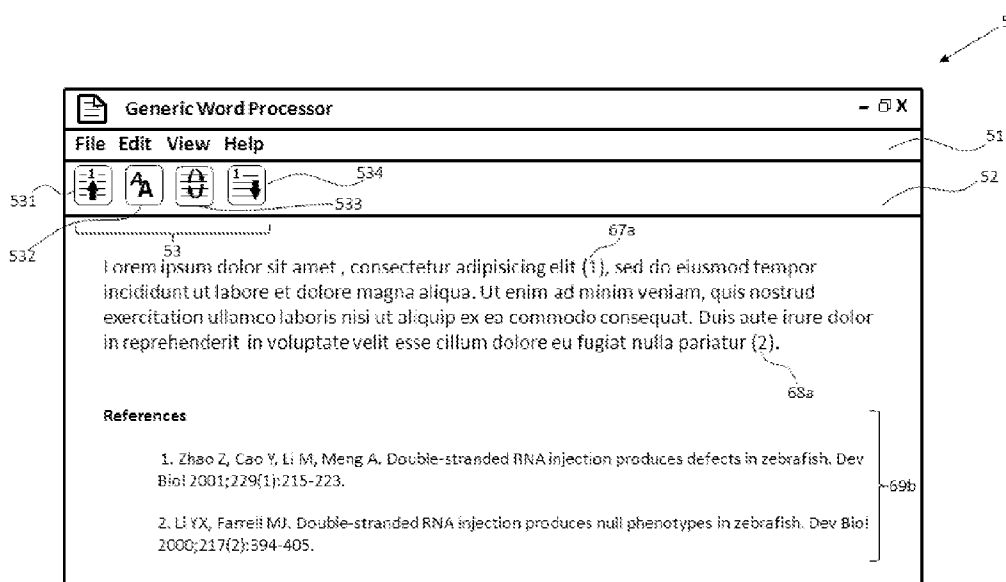 5
Generic Word Processor
File Edit View Help
51
52
531
532
533
534
53
67a
Lorem ipsum dolor sit amet , consectetur adipisicing elit (1), sed do eiusmod tempor
incididunt ut labore et dolore magna aliqua. Ut enim ad minim veniam, quis nostrud
exercitation ullamco laboris nisi ut aliquip ex ea commodo consequat. Duis aute irure dolor
in reprehenderit in voluptate velit esse cillum dolore eu fugiat nulla pariatur (2).
68a
References
1. Zhao Z, Cao Y, Li M, Meng A. Double-stranded RNA injection produces defects in zebrafish. Dev
Biol 2001;229(1):215-223.
69b
2. Li YX, Farrell MJ. Double-stranded RNA injection produces null phenotypes in zebrafish. Dev Biol
2000;217(2):394-405.